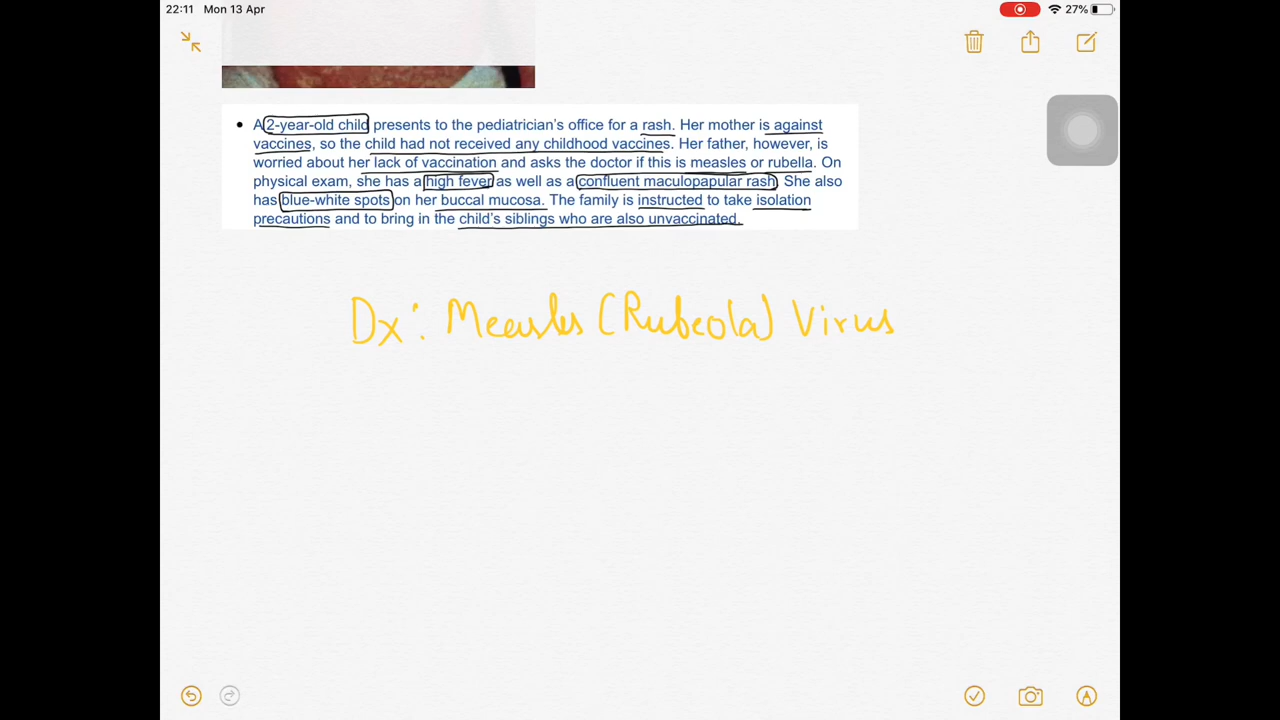 22:11 Mon 13 Apr
27%
• A 2-year-old child presents to the pediatrician's office for a rash. Her mother is against
vaccines, so the child had not received any childhood vaccines. Her father, however, is
worried about her lack of vaccination and asks the doctor if this is measles or rubella. On
physical exam, she has a high fever as well as a confluent maculopapular rash. She also
has blue-white spots on her buccal mucosa. The family is instructed to take isolation
precautions and to bring in the child's siblings who are also unvaccinated.
Dx: Measles (Rubeola) Virus